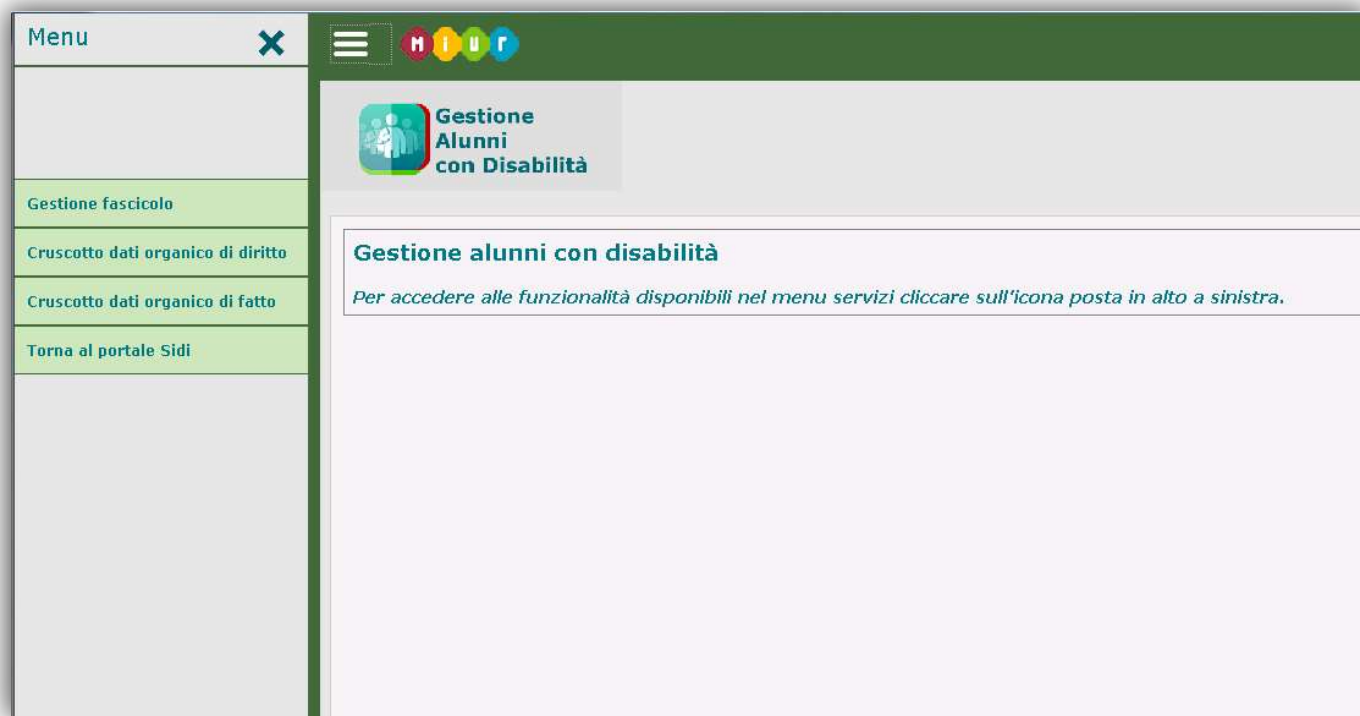 Menu
MIUr
Gestione
Alunni
con Disabilità
Gestione fascicolo
Cruscotto dati organico di diritto
Cruscotto dati organico di fatto
Torna al portale Sidi
Gestione alunni con disabilità
Per accedere alle funzionalità disponibili nel menu servizi cliccare sull'icona posta in alto a sinistra.